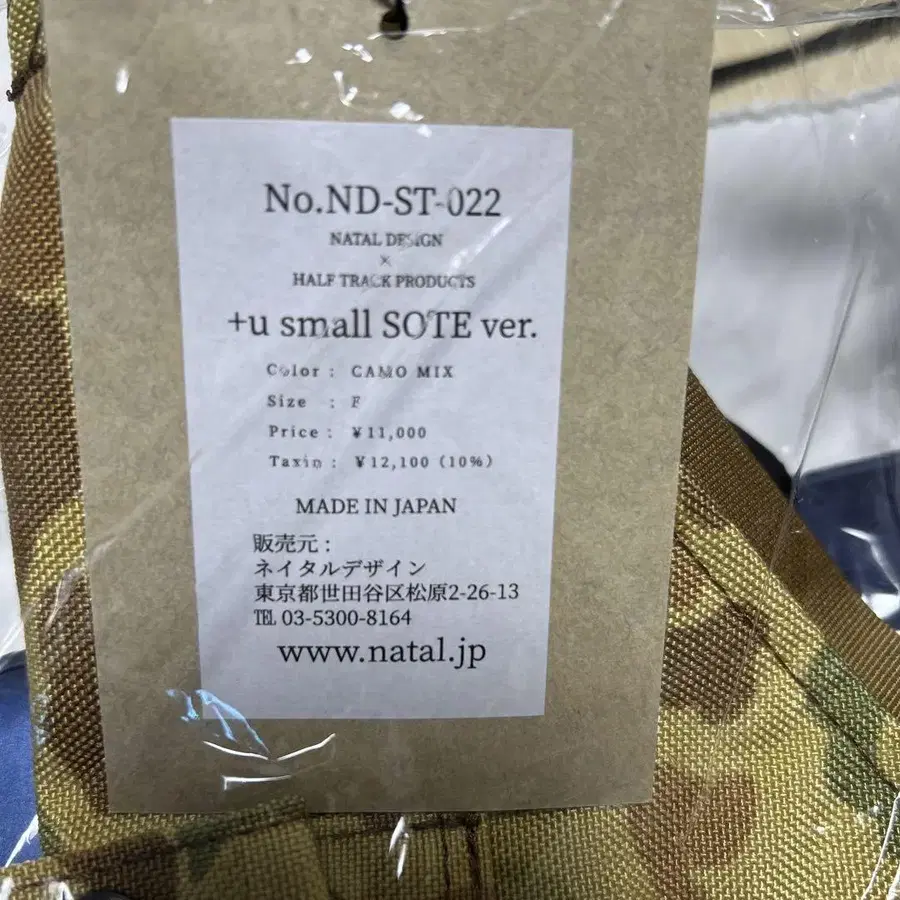 No.ND-ST-022
NATAL DESIGN
×
HALF TRACK PRODUCTS
+u small SOTE ver.
Color : CAMO MIX
Size : F
Price : ¥11,000
Taxin : ¥12,100 (10%)
MADE IN JAPAN
販売元 :
ネイタルデザイン
東京都世田谷区松原2-26-13
℡ 03-5300-8164
www.natal.jp